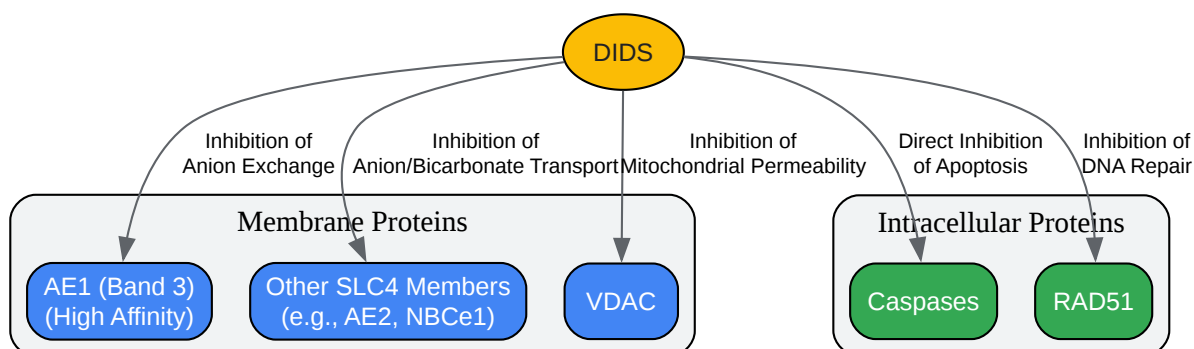 DIDS
Inhibition of
Anion Exchange
Inhibition of
Anion/Bicarbonate Transport
Inhibition of
Mitochondrial Permeability
Direct Inhibition
of Apoptosis
Inhibition of
DNA Repair
Membrane Proteins
AE1 (Band 3)
(High Affinity)
Other SLC4 Members
(e.g., AE2, NBCe1)
VDAC
Intracellular Proteins
Caspases
RAD51